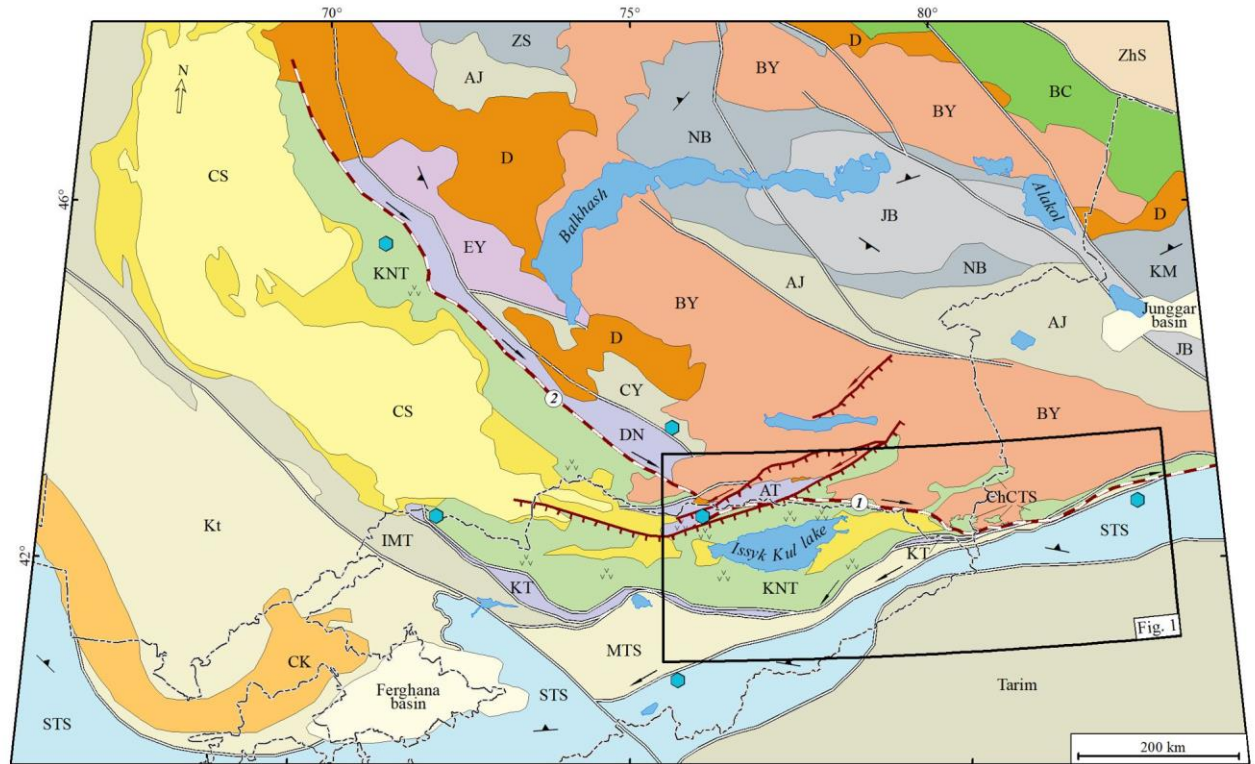 70°
75°
80°
N
ZS
AJ
D
BY
D
ZhS
BC
BY
NB
CS
D
46°
Balkhash
JB
Alakol
D
EY
KNT
NB
KM
BY
AJ
AJ
Junggar
basin
JB
D
CY
CS
2
BY
DN
AT
1
ChCTS
Kt
IMT
Issyk Kul lake
KT
STS
42°
KT
KNT
Fig. 1
MTS
CK
Ferghana
basin
STS
STS
Tarim
200 km